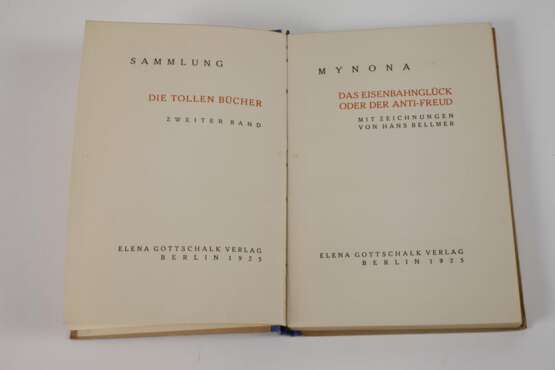 SAMMLUNG
DIE TOLLEN BÜCHER
ZWEITER BAND
ELENA GOTTSCHALK VERLAG
BERLIN 1925
MYNONA
DAS EISENBAHNGLÜCK
ODER DER ANTI-FREUD
MIT ZEICHNUNGEN
VON HANS BELLMER
ELENA GOTTSCHALK VERLAG
BERLIN 1925